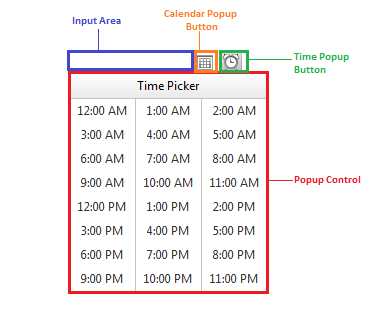 Calendar Popup
Button
Input Area
Time Popup
Button
Time Picker
12:00 AM 1:00 AM 2:00 AM
3:00 AM 4:00 AM 5:00 AM
6:00 AM 7:00 AM 8:00 AM
9:00 AM 10:00 AM 11:00 AM
Popup Control
12:00 PM 1:00 PM 2:00 PM
3:00 PM 4:00 PM 5:00 PM
6:00 PM 7:00 PM 8:00 PM
9:00 PM 10:00 PM 11:00 PM